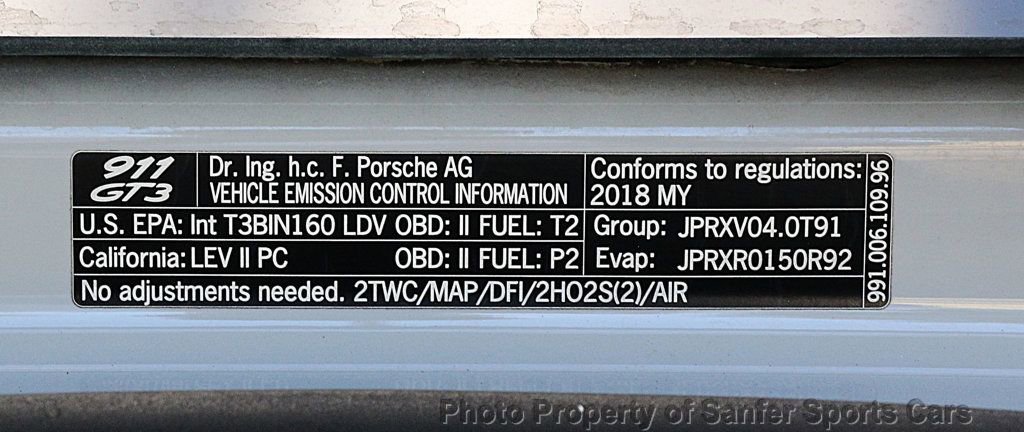 911 GT3
Dr. Ing. h.c. F. Porsche AG
VEHICLE EMISSION CONTROL INFORMATION
Conforms to regulations:
2018 MY
U.S. EPA: Int T3BIN160 LDV OBD: II FUEL: T2
Group: JPRXV04.0T91
California: LEV II PC OBD: II FUEL: P2
Evap: JPRXR0150R92
No adjustments needed. 2TWC/MAP/DFI/2HO2S(2)/AIR
991.006.109.96
Photo Property of Sanfer Sports Cars